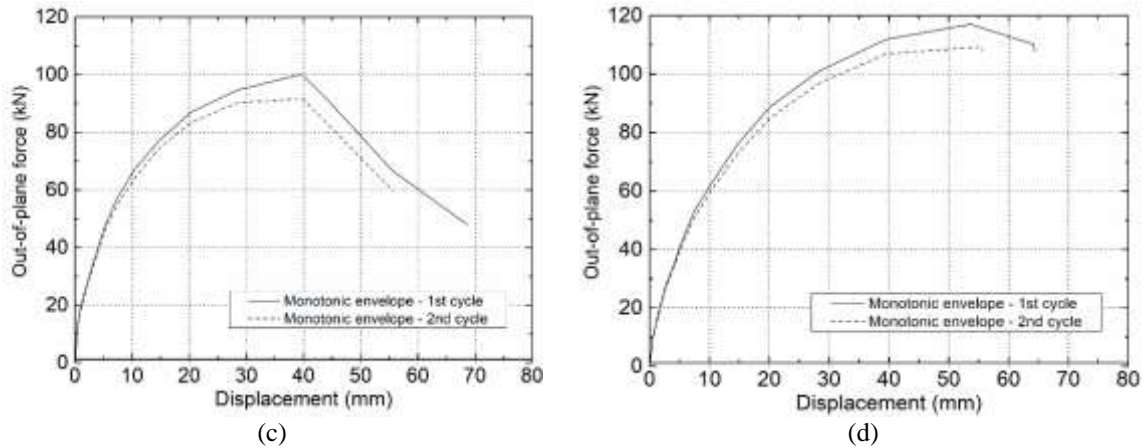 120
100
80
60
40
20
0
Out-of-plane force (kN)
Monotonic envelope - 1st cycle
Monotonic envelope - 2nd cycle
0 10 20 30 40 50 60 70 80
Displacement (mm)
(c)
120
100
80
60
40
20
0
Out-of-plane force (kN)
Monotonic envelope - 1st cycle
Monotonic envelope - 2nd cycle
0 10 20 30 40 50 60 70 80
Displacement (mm)
(d)